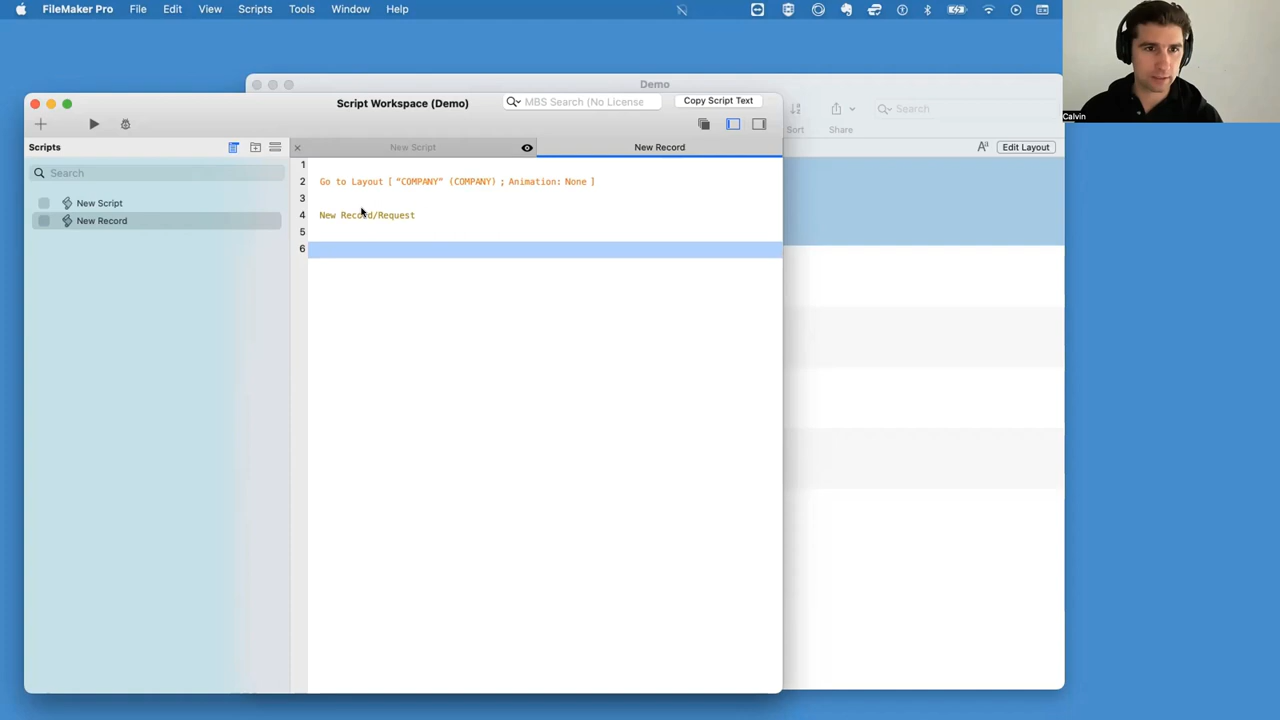 FileMaker Pro File Edit View Scripts Tools Window Help
Demo
Script Workspace (Demo)
MBS Search (No License
Copy Script Text
Search
Sort
Share
Calvin
Scripts
New Script
New Record
Edit Layout
Search
New Script
New Record
1
2 Go to Layout [ “COMPANY” (COMPANY) ; Animation: None ]
3
4 New Record/Request
5
6